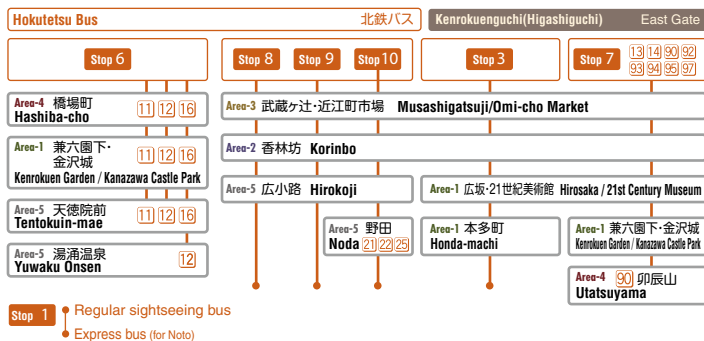 Hokutetsu Bus 北鉄バス
Kenrokuenguchi(Higashiguchi) East Gate
Stop 6
Stop 8
Stop 9
Stop10
Stop 3
Stop 7
13 14 90 92
93 94 95 97
Area-4 橋場町
Hashiba-cho
11 12 16
Area-1 兼六園下・
金沢城
Kenrokuen Garden / Kanazawa Castle Park
11 12 16
Area-5 天徳院前
Tentokuin-mae
11 12 16
Area-5 湯涌温泉
Yuwaku Onsen
12
Area-3 武蔵ヶ辻・近江町市場 Musashigatsuji/Omi-cho Market
Area-2 香林坊 Korinbo
Area-5 広小路 Hirokoji
Area-1 広坂・21世紀美術館 Hirosaka / 21st Century Museum
Area-5 野田
Noda 21 22 25
Area-1 本多町
Honda-machi
Area-1 兼六園下・金沢城
Kenrokuen Garden / Kanazawa Castle Park
Area-4 90 卯辰山
Utatsuyama
Stop 1
Regular sightseeing bus
Express bus (for Noto)